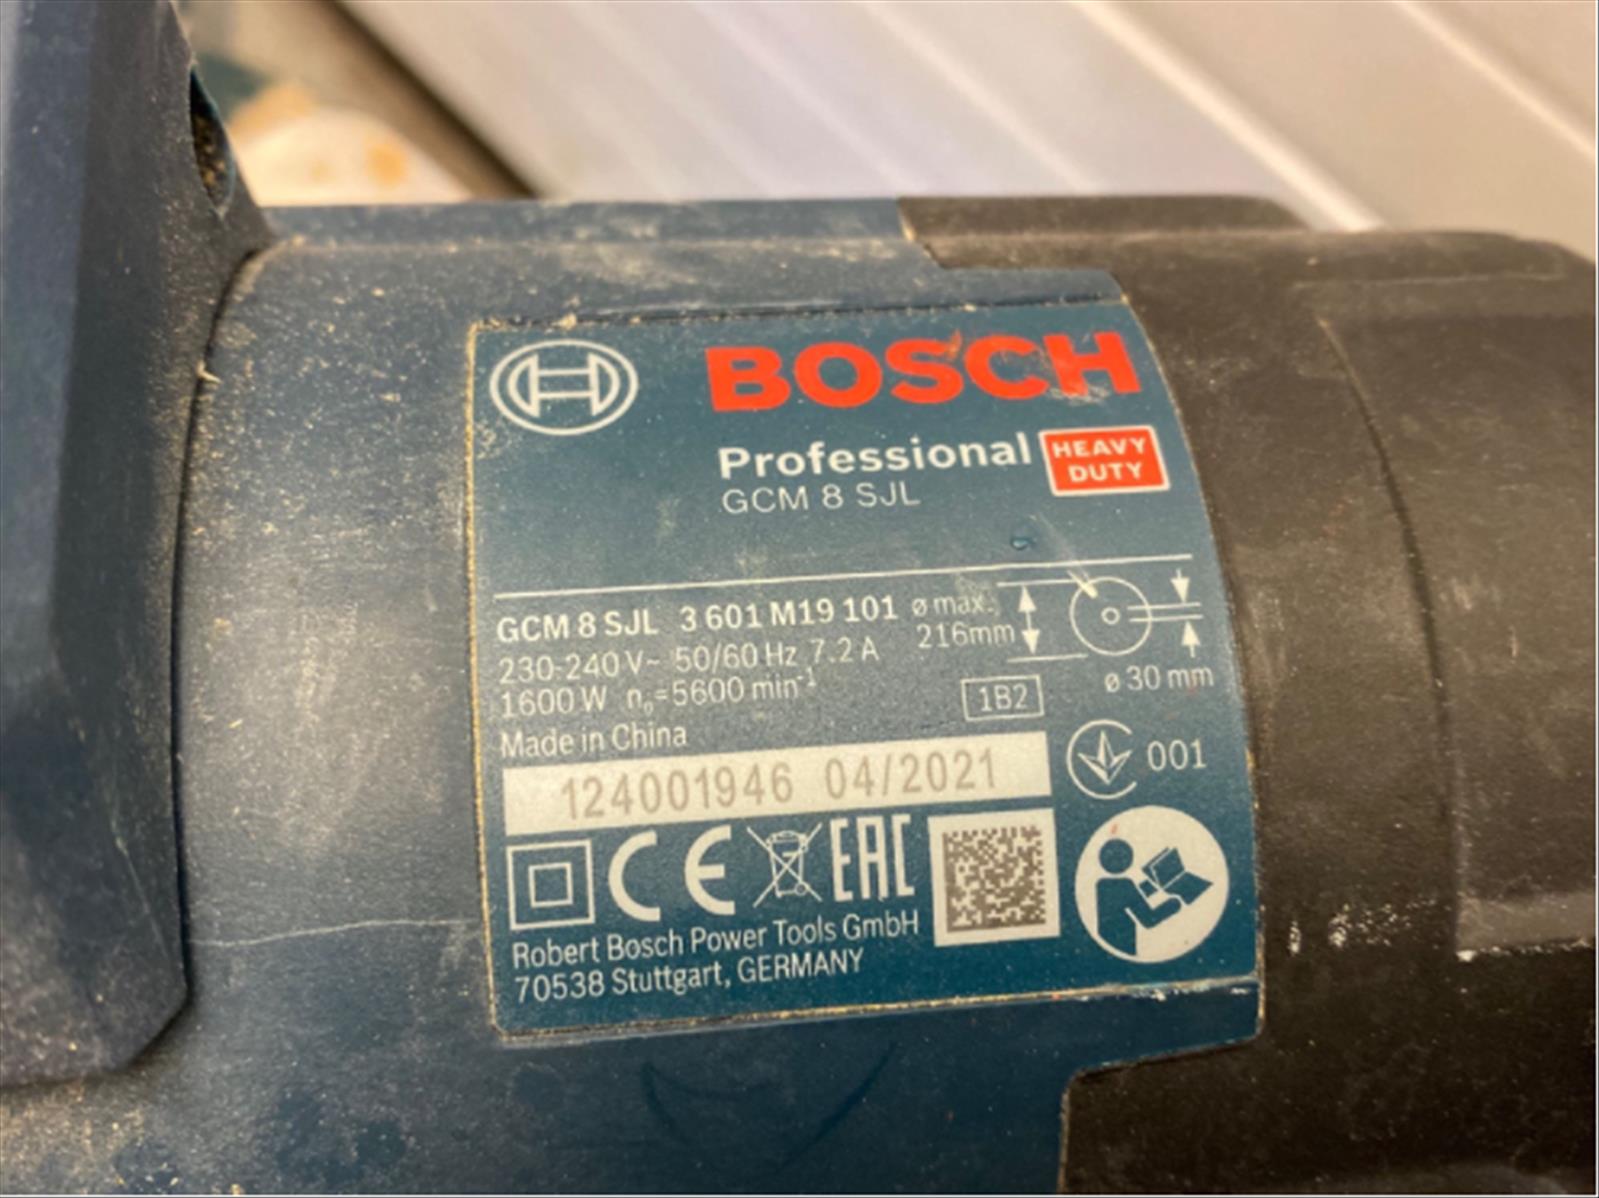 BOSCH
Professional HEAVY DUTY
GCM 8 SJL
GCM 8 SJL 3 601 M19 101 ø max. 216mm
230-240 V~ 50/60 Hz 7.2 A
1600 W n₀=5600 min⁻¹
ø 30 mm
1B2
Made in China
001
124001946 04/2021
CE EAC
Robert Bosch Power Tools GmbH
70538 Stuttgart, GERMANY